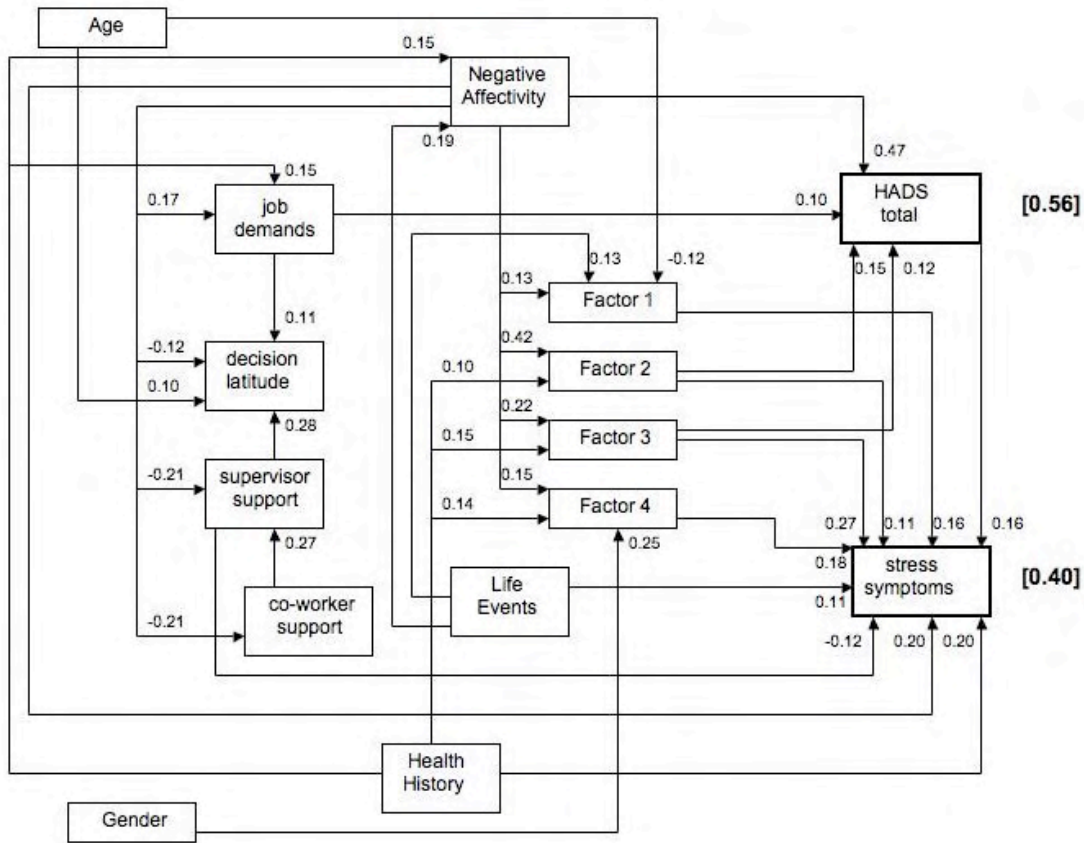 Age
0.15
Negative
Affectivity
0.19
0.47
0.15
0.17
job
demands
0.10
HADS
total
[0.56]
0.13
-0.12
0.15
0.12
0.13
Factor 1
0.11
-0.12
decision
latitude
0.42
Factor 2
0.10
0.10
0.28
0.22
Factor 3
0.15
-0.21
supervisor
support
0.15
Factor 4
0.14
0.27
0.25
0.27
0.11
0.16
0.16
0.18
stress
symptoms
[0.40]
Life
Events
0.11
co-worker
support
-0.21
-0.12
0.20
0.20
Health
History
Gender